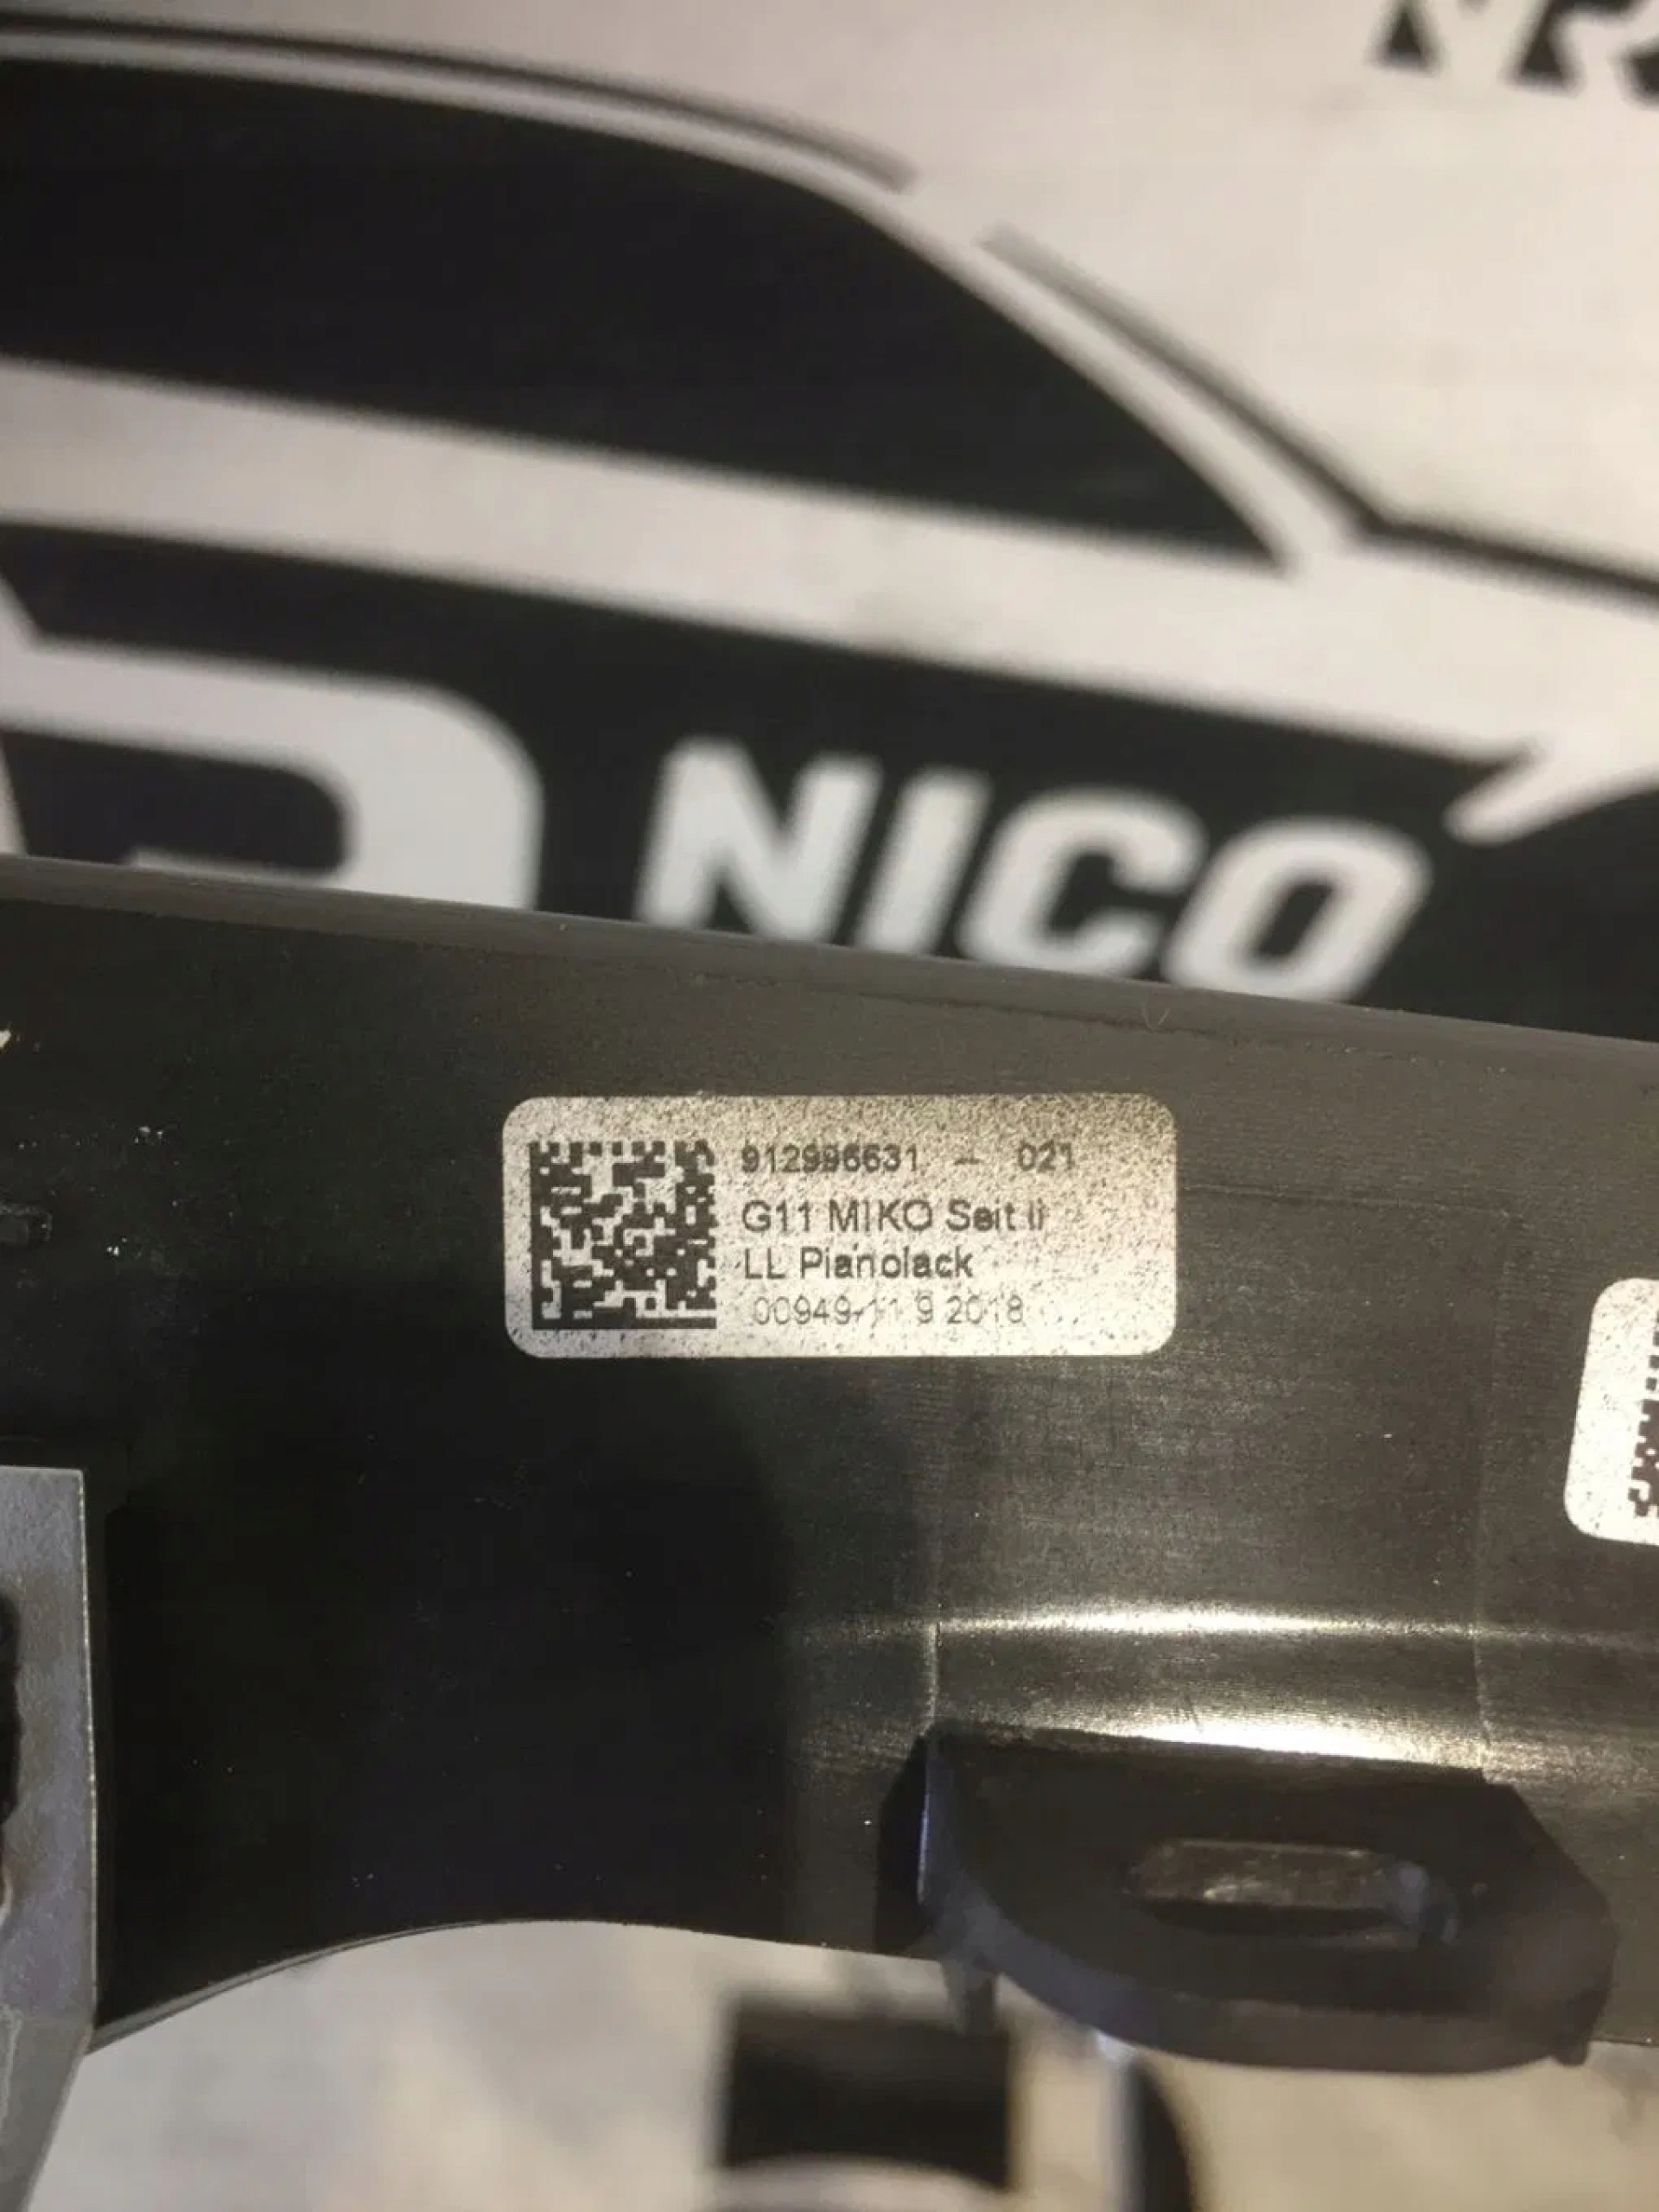 NICO
912996631 - 021
G11 MIKO Seit li
LL Pianolack
00949-11 9 2018